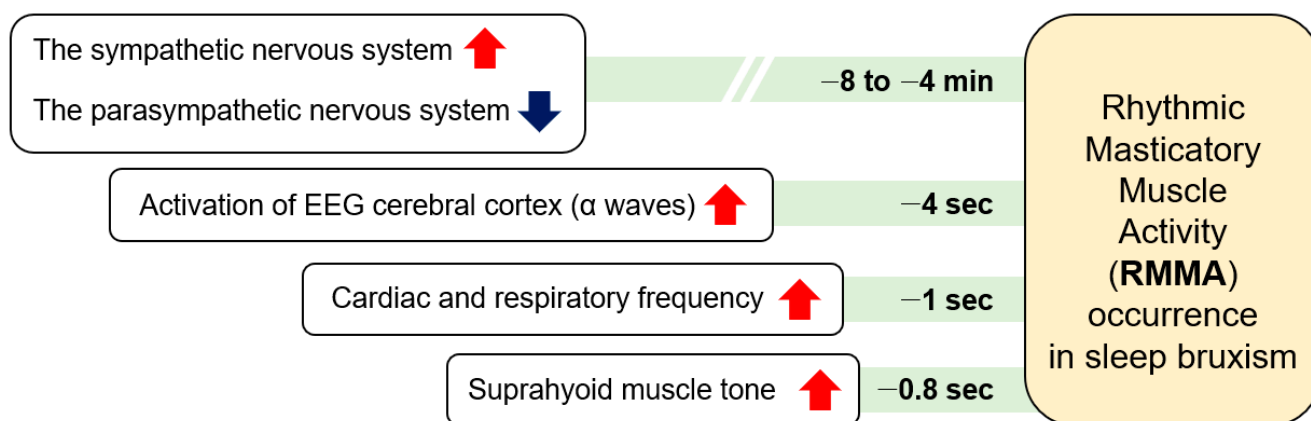 The sympathetic nervous system
The parasympathetic nervous system
−8 to −4 min
Activation of EEG cerebral cortex (α waves)
−4 sec
Cardiac and respiratory frequency
−1 sec
Suprahyoid muscle tone
−0.8 sec
Rhythmic
Masticatory
Muscle
Activity
(RMMA)
occurrence
in sleep bruxism